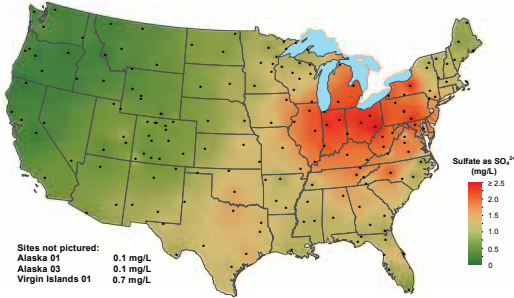 Sulfate as SO₄²⁻
(mg/L)
≥ 2.5
2.0
1.5
1.0
0.5
0
Sites not pictured:
Alaska 01 0.1 mg/L
Alaska 03 0.1 mg/L
Virgin Islands 01 0.7 mg/L